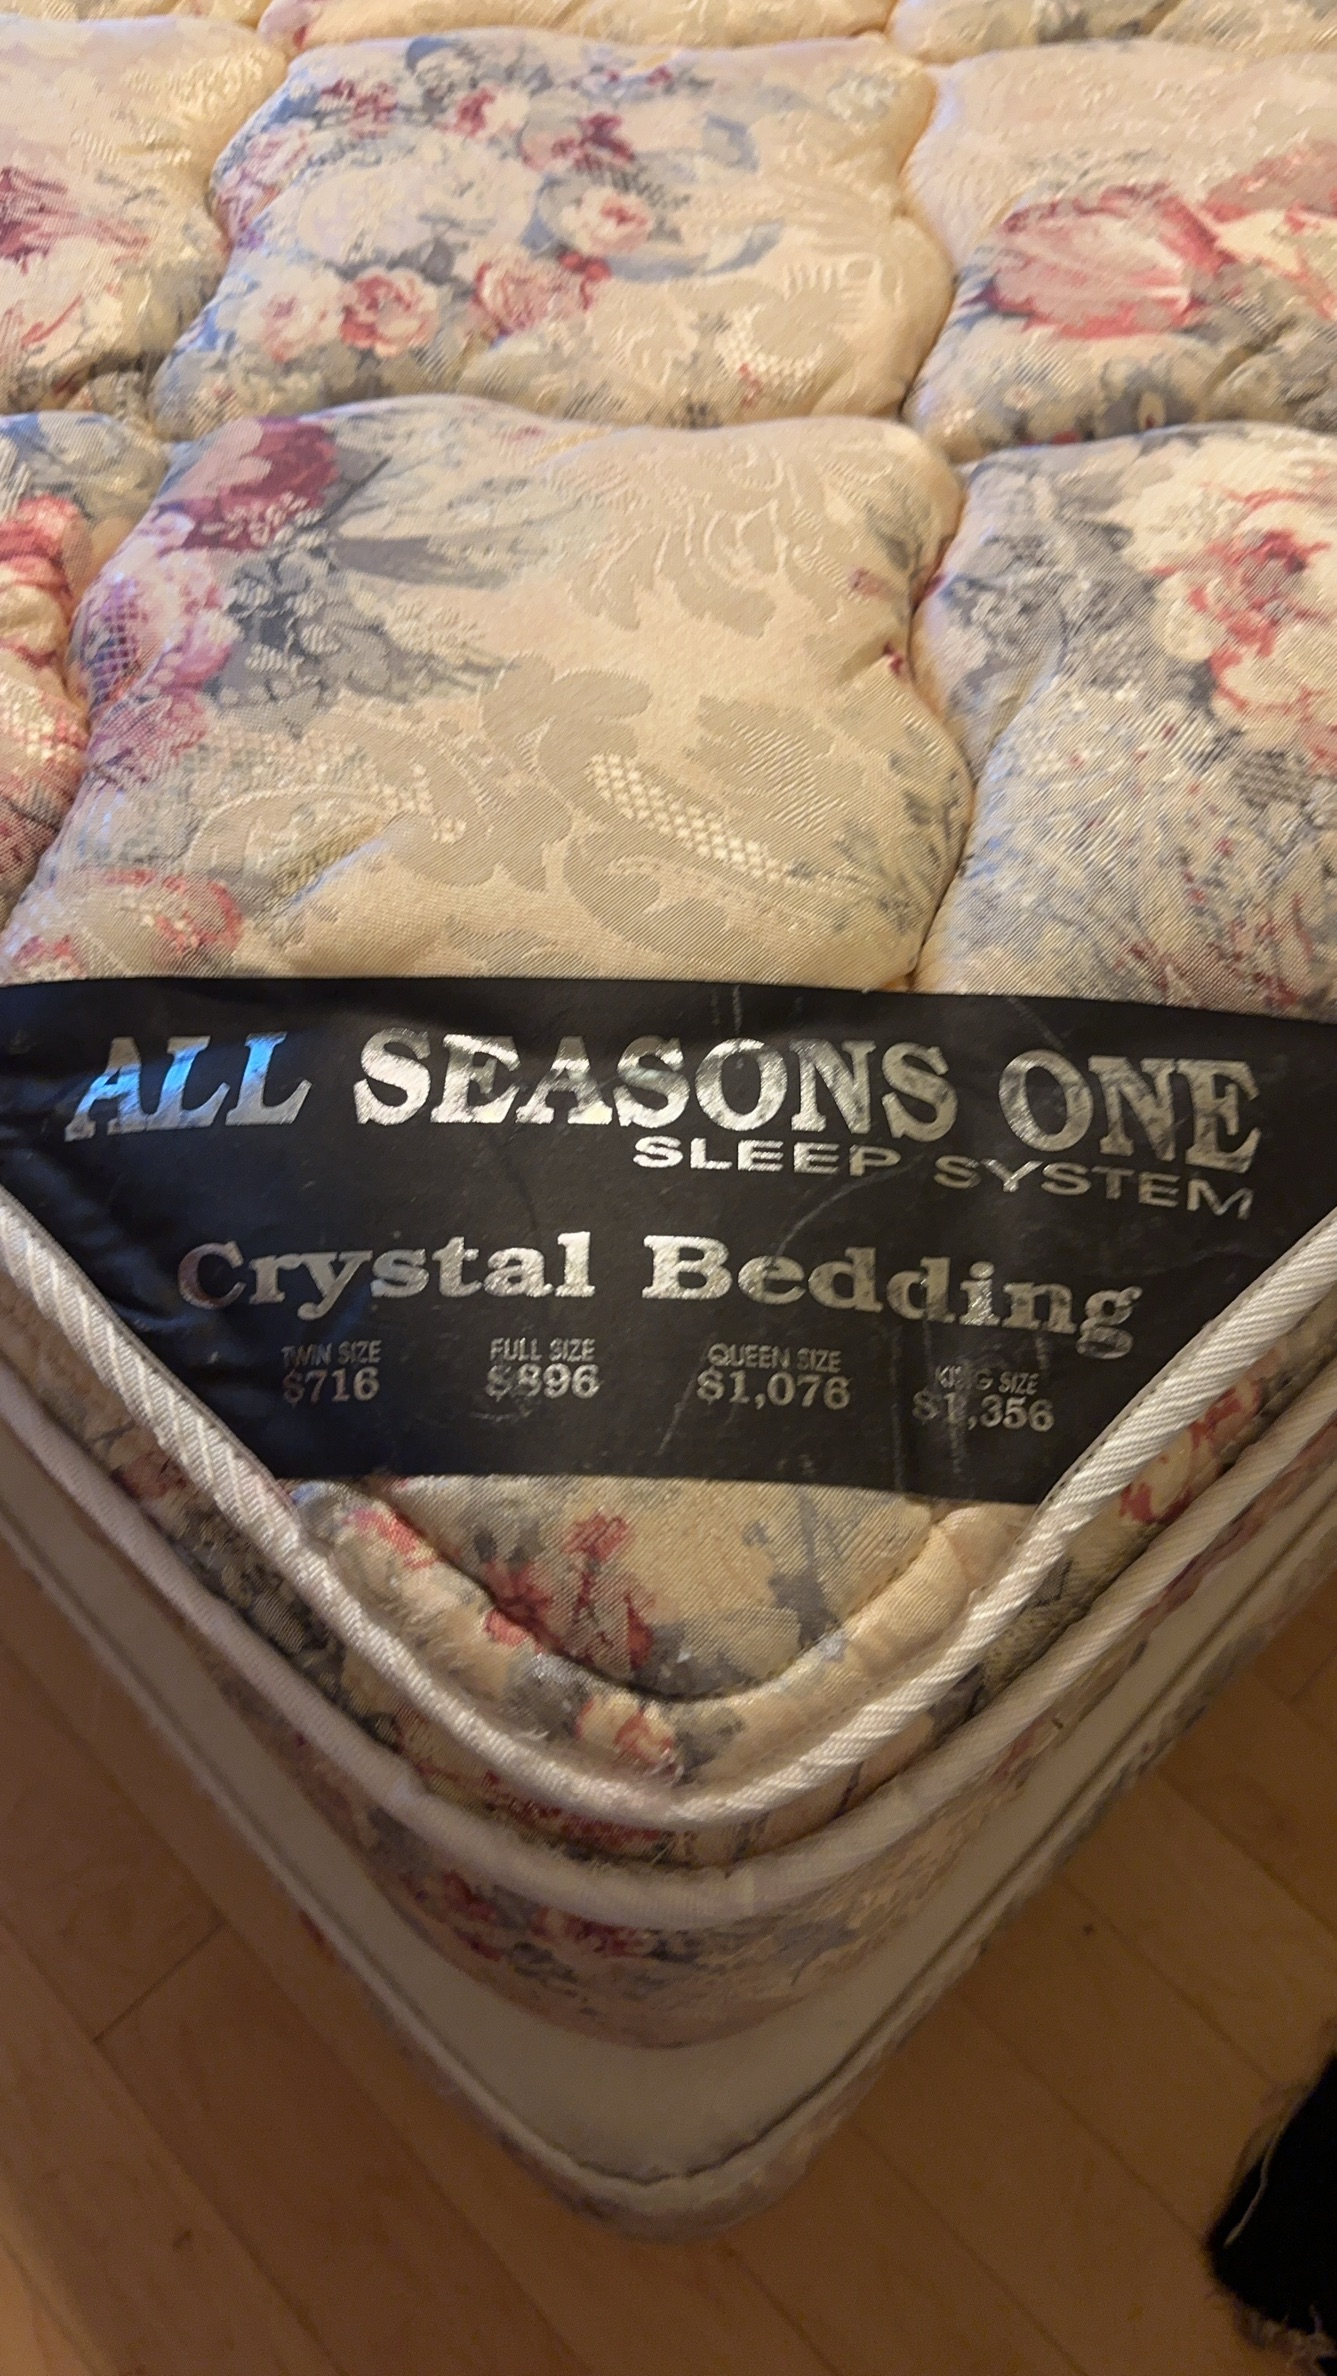 ALL SEASONS ONE
SLEEP SYSTEM
Crystal Bedding
TWIN SIZE FULL SIZE QUEEN SIZE KING SIZE
$716 $896 $1,076 $1,356